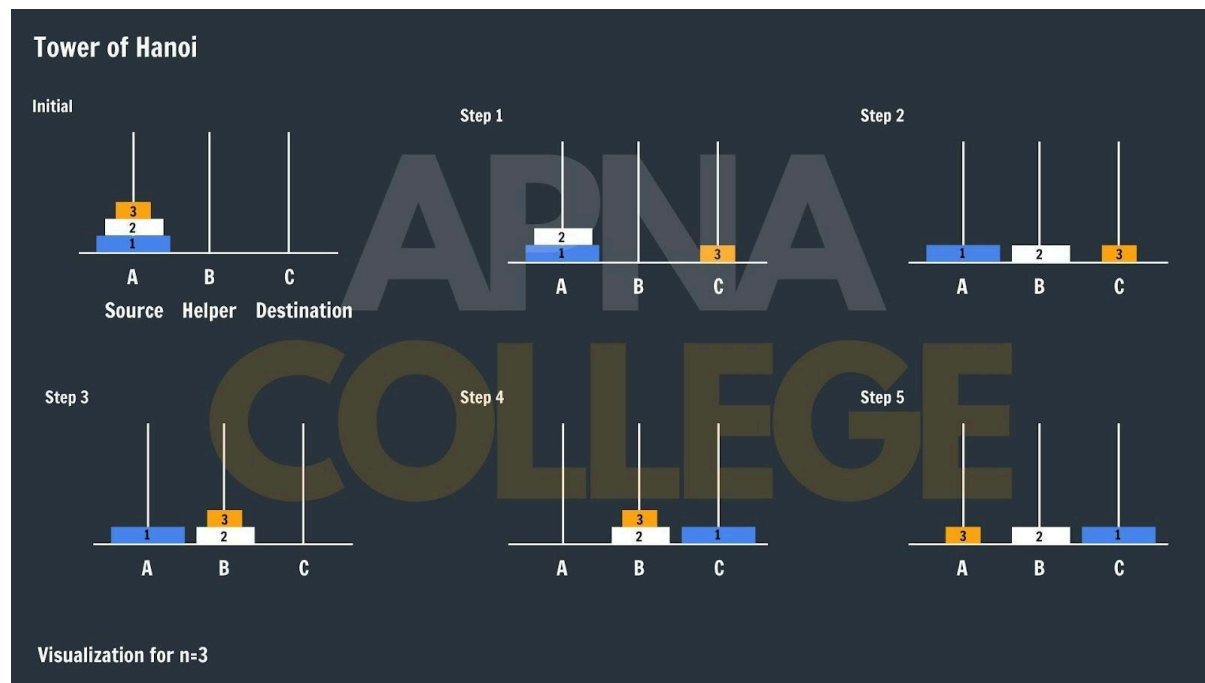 Tower of Hanoi
Initial
3
2
1
A B C
Source Helper Destination
Step 1
2
1 3
A B C
Step 2
1 2 3
A B C
Step 3
3
1 2
A B C
Step 4
3
2 1
A B C
Step 5
3 2 1
A B C
APNA
COLLEGE
Visualization for n=3